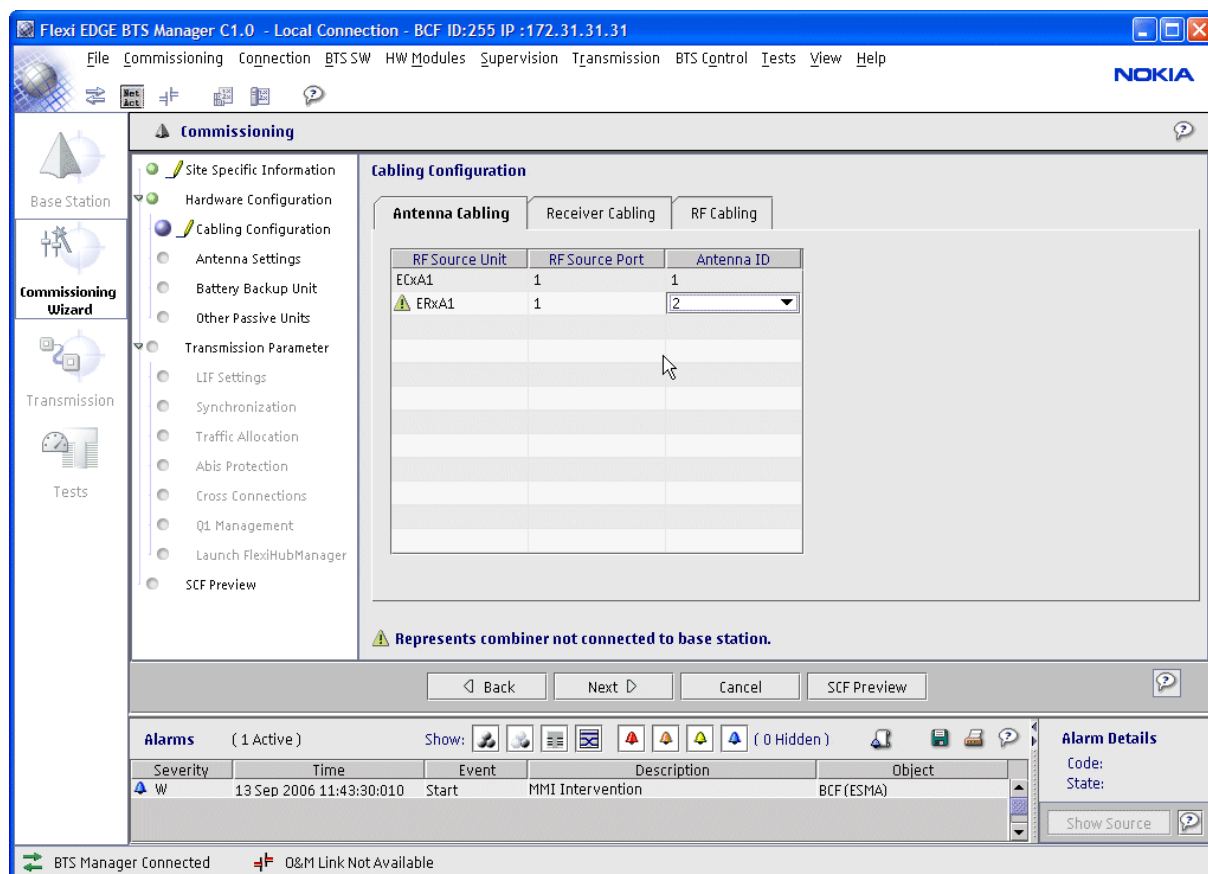 Flexi EDGE BTS Manager C1.0 - Local Connection - BCF ID:255 IP :172.31.31.31
File Commissioning Connection BTS SW HW Modules Supervision Transmission BTS Control Tests View Help
NOKIA
Net Act
Commissioning
Base Station
Commissioning Wizard
Transmission
Tests
Site Specific Information
Hardware Configuration
Cabling Configuration
Antenna Settings
Battery Backup Unit
Other Passive Units
Transmission Parameter
LIF Settings
Synchronization
Traffic Allocation
Abis Protection
Cross Connections
Q1 Management
Launch FlexiHubManager
SCF Preview
Cabling Configuration
Antenna Cabling Receiver Cabling RF Cabling
RF Source Unit RF Source Port Antenna ID
ECxA1 1 1
ERxA1 1 2
Represents combiner not connected to base station.
Back Next Cancel SCF Preview
Alarms ( 1 Active ) Show: ( 0 Hidden )
Severity Time Event Description Object
W 13 Sep 2006 11:43:30:010 Start MMI Intervention BCF (ESMA)
Alarm Details
Code:
State:
Show Source
BTS Manager Connected O&M Link Not Available